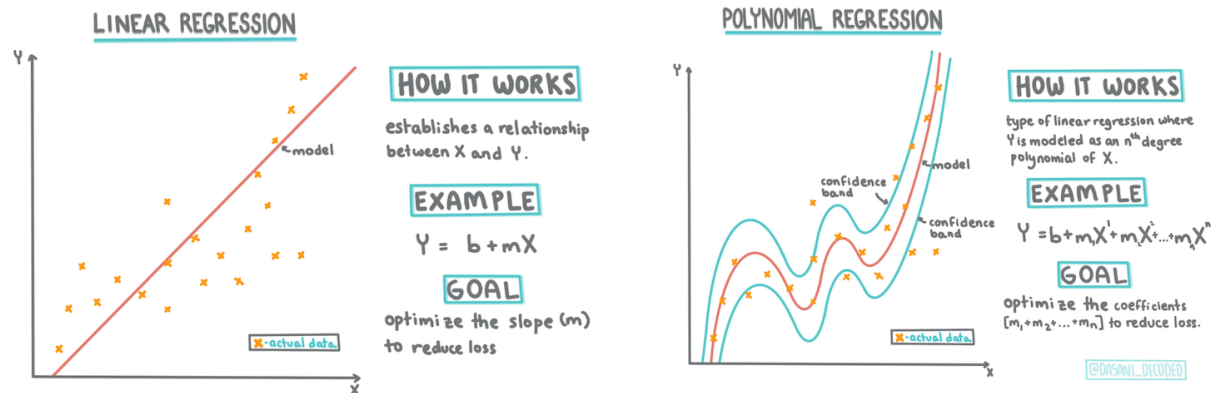 LINEAR REGRESSION
Y
model
X
x-actual data
HOW IT WORKS
establishes a relationship
between X and Y.
EXAMPLE
Y = b + mX
GOAL
optimize the slope (m)
to reduce loss
POLYNOMIAL REGRESSION
Y
confidence
band
model
confidence
band
x-actual data
X
HOW IT WORKS
type of linear regression where
Y is modeled as an nᵗʰ degree
polynomial of X.
EXAMPLE
Y = b + m₁X¹ + m₂X² + ... + mₙXⁿ
GOAL
optimize the coefficients
[m₁+m₂+...+mₙ] to reduce loss.
@DASANI_DECODED